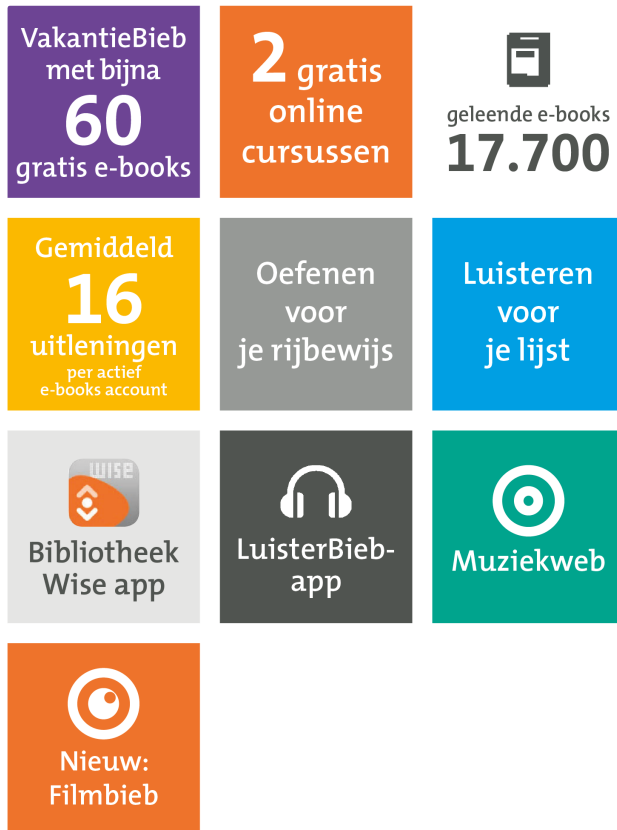 VakantieBieb
met bijna
60
gratis e-books
2 gratis
online
cursussen
geleende e-books
17.700
Gemiddeld
16
uitleningen
per actief
e-books account
Oefenen
voor
je rijbewijs
Luisteren
voor
je lijst
wise
Bibliotheek
Wise app
LuisterBieb-
app
Muziekweb
Nieuw:
Filmbieb